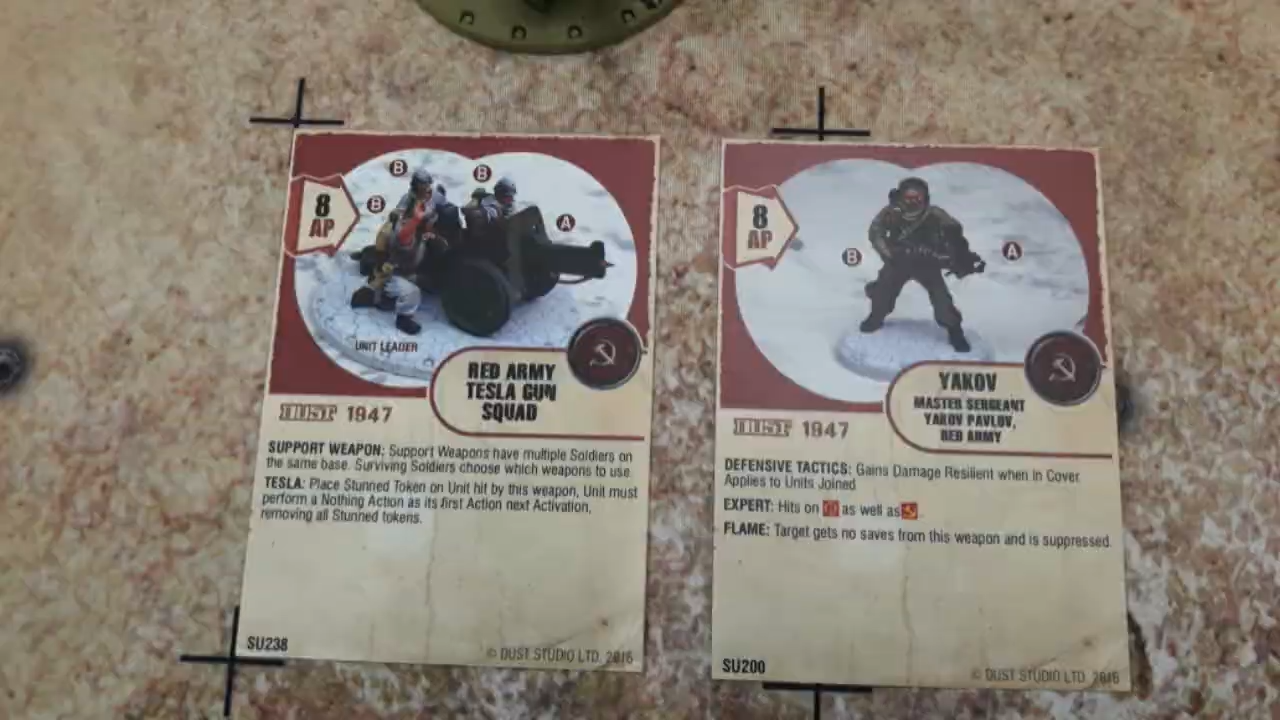 B
B
B
A
8
AP
UNIT LEADER
RED ARMY
TESLA GUN
SQUAD
DUST 1947
SUPPORT WEAPON: Support Weapons have multiple Soldiers on
the same base. Surviving Soldiers choose which weapons to use.
TESLA: Place Stunned Token on Unit hit by this weapon, Unit must
perform a Nothing Action as its first Action next Activation,
removing all Stunned tokens.
SU238
© DUST STUDIO LTD. 2016
8
AP
B
A
YAKOV
MASTER SERGEANT
YAKOV PAVLOV,
RED ARMY
DUST 1947
DEFENSIVE TACTICS: Gains Damage Resilient when in Cover
Applies to Units Joined
EXPERT: Hits on as well as .
FLAME: Target gets no saves from this weapon and is suppressed.
SU200
© DUST STUDIO LTD. 2016